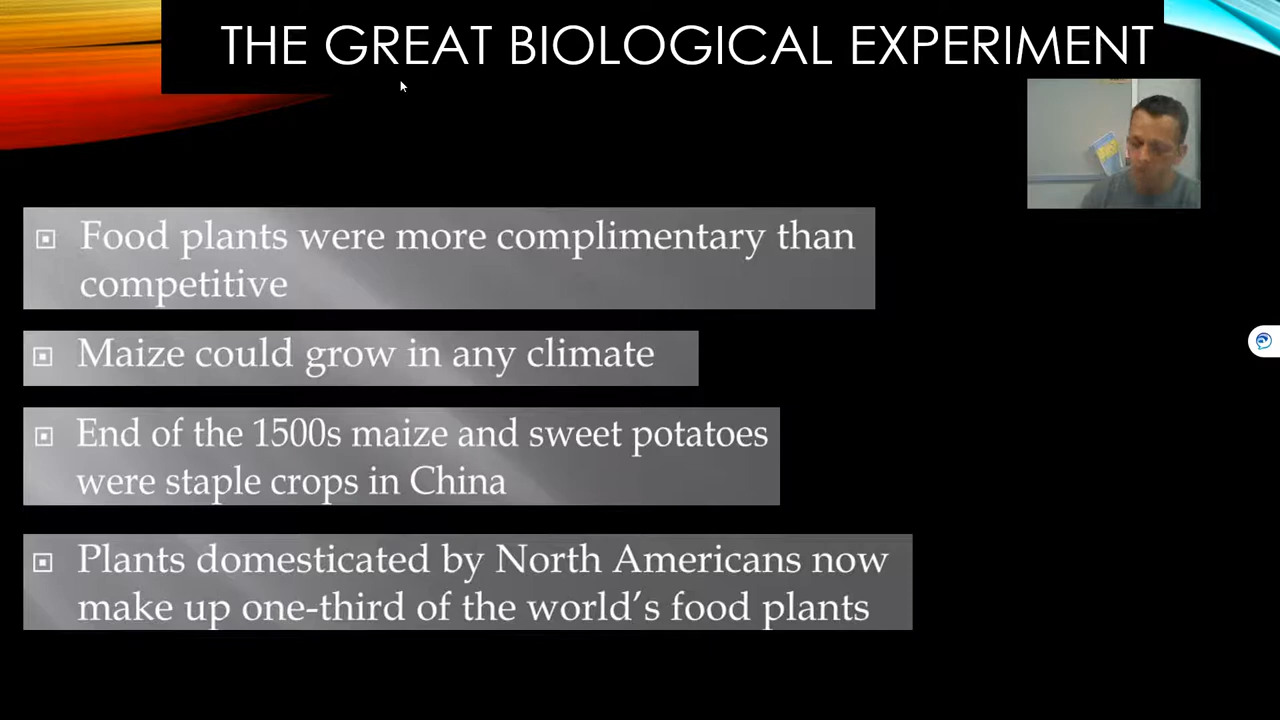 THE GREAT BIOLOGICAL EXPERIMENT
Food plants were more complimentary than
competitive
Maize could grow in any climate
End of the 1500s maize and sweet potatoes
were staple crops in China
Plants domesticated by North Americans now
make up one-third of the world’s food plants